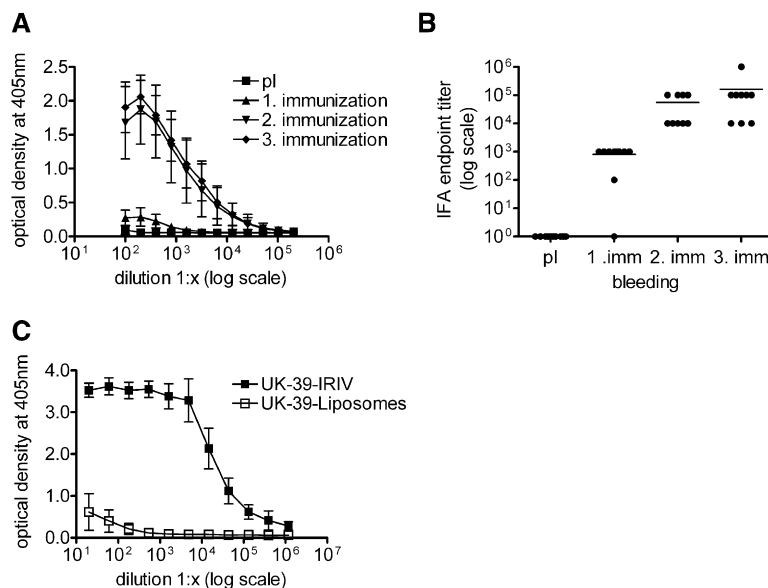 A
optical density at 405nm
2.5
2.0
1.5
1.0
0.5
0.0
10¹ 10² 10³ 10⁴ 10⁵ 10⁶
dilution 1:x (log scale)
pI
1. immunization
2. immunization
3. immunization
B
IFA endpoint titer
(log scale)
10⁶
10⁵
10⁴
10³
10²
10¹
10⁰
pI 1 .imm 2. imm 3. imm
bleeding
C
optical density at 405nm
4.0
3.0
2.0
1.0
0.0
10¹ 10² 10³ 10⁴ 10⁵ 10⁶ 10⁷
dilution 1:x (log scale)
UK-39-IRIV
UK-39-Liposomes